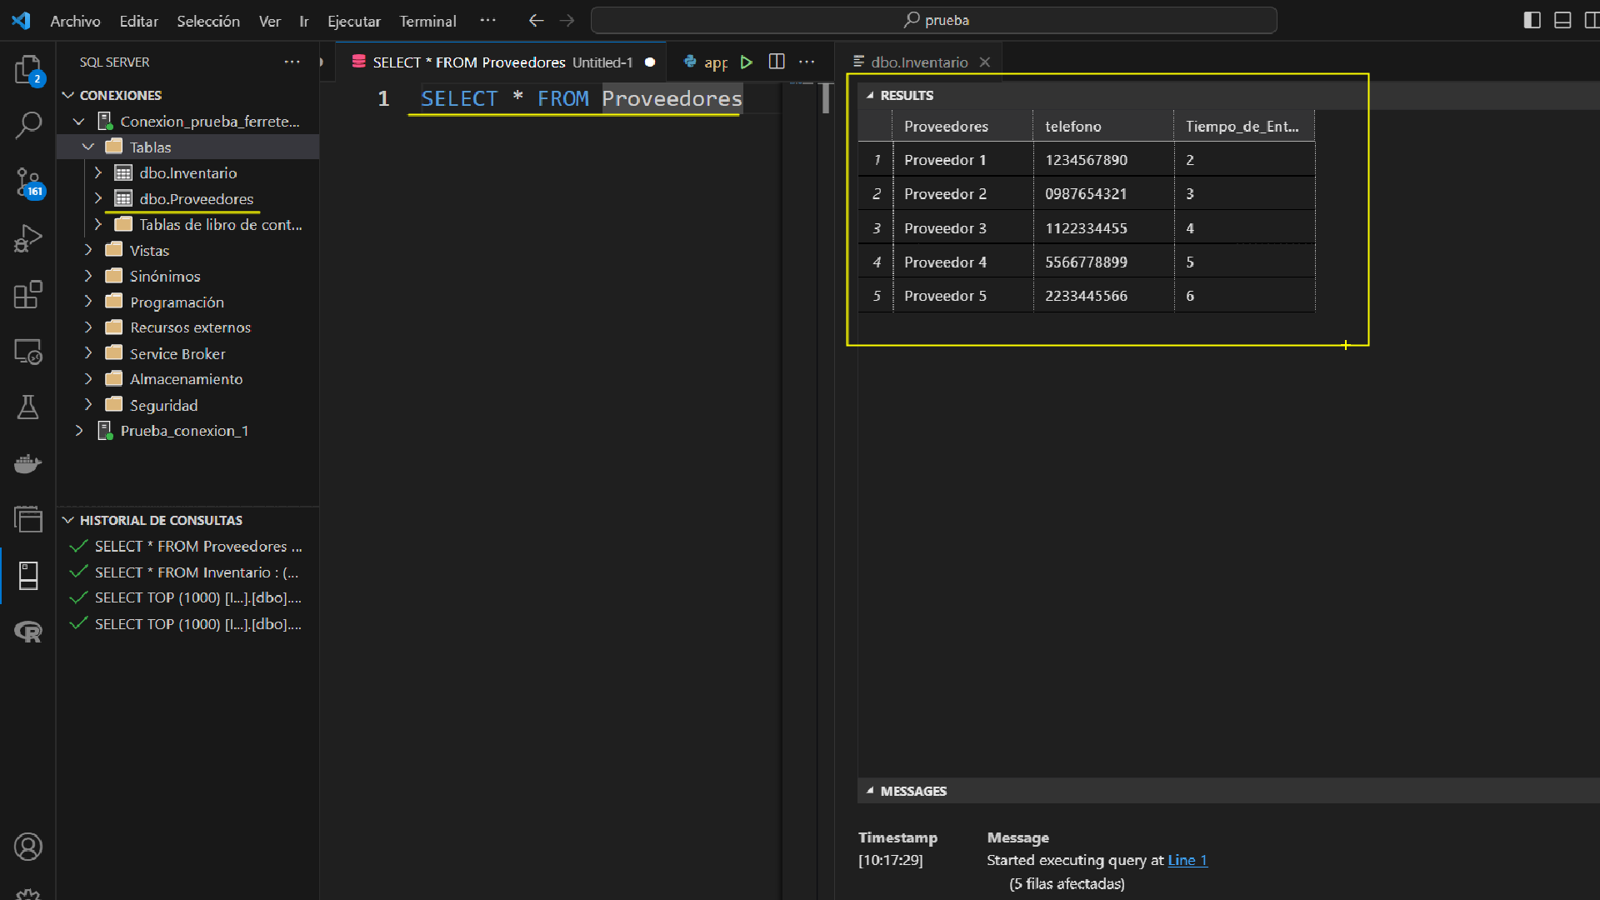 Archivo Editar Selección Ver Ir Ejecutar Terminal ··· prueba
SQL SERVER ···
SELECT * FROM Proveedores Untitled-1
app
···
dbo.Inventario
2
CONEXIONES
Conexion_prueba_ferrete...
Tablas
dbo.Inventario
161
dbo.Proveedores
Tablas de libro de cont...
Vistas
Sinónimos
Programación
Recursos externos
Service Broker
Almacenamiento
Seguridad
Prueba_conexion_1
HISTORIAL DE CONSULTAS
SELECT * FROM Proveedores ...
SELECT * FROM Inventario : (...
SELECT TOP (1000) [I...].[dbo]....
SELECT TOP (1000) [I...].[dbo]....
R
1 SELECT * FROM Proveedores
RESULTS
Proveedores telefono Tiempo_de_Ent...
1 Proveedor 1 1234567890 2
2 Proveedor 2 0987654321 3
3 Proveedor 3 1122334455 4
4 Proveedor 4 5566778899 5
5 Proveedor 5 2233445566 6
MESSAGES
Timestamp Message
[10:17:29] Started executing query at Line 1
(5 filas afectadas)